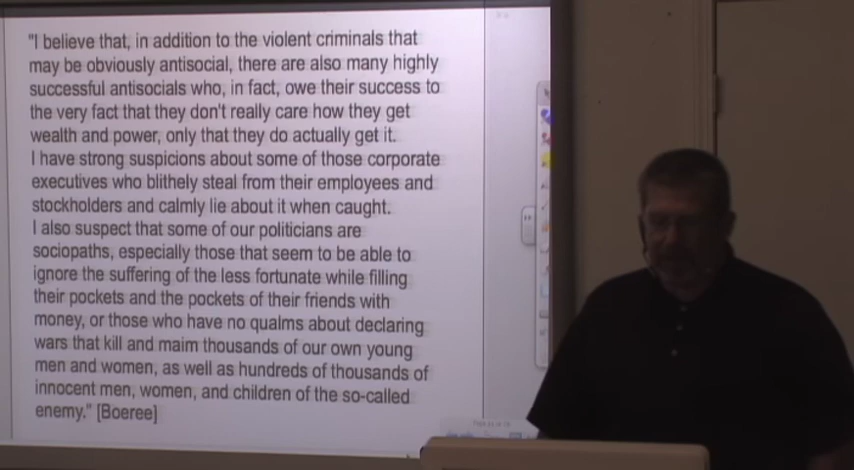 "I believe that, in addition to the violent criminals that
may be obviously antisocial, there are also many highly
successful antisocials who, in fact, owe their success to
the very fact that they don't really care how they get
wealth and power, only that they do actually get it.
I have strong suspicions about some of those corporate
executives who blithely steal from their employees and
stockholders and calmly lie about it when caught.
I also suspect that some of our politicians are
sociopaths, especially those that seem to be able to
ignore the suffering of the less fortunate while filling
their pockets and the pockets of their friends with
money, or those who have no qualms about declaring
wars that kill and maim thousands of our own young
men and women, as well as hundreds of thousands of
innocent men, women, and children of the so-called
enemy." [Boeree]